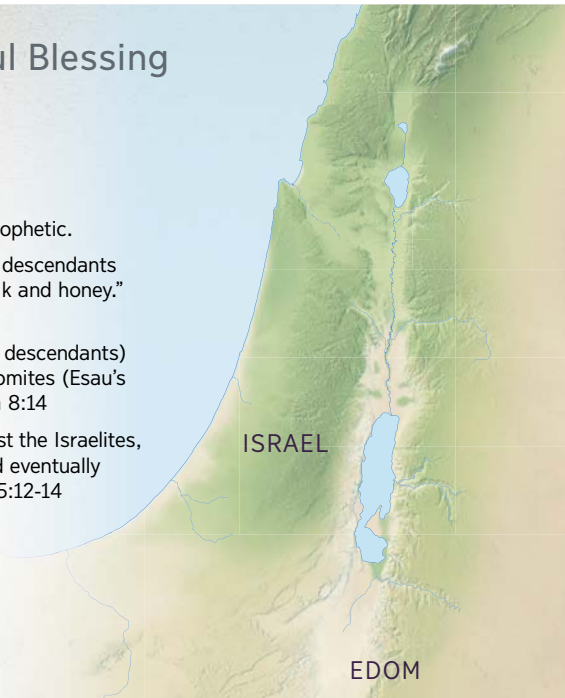 ul Blessing
ophetic.
descendants
k and honey.”
descendants)
omites (Esau’s
8:14
st the Israelites,
d eventually
5:12-14
ISRAEL
EDOM